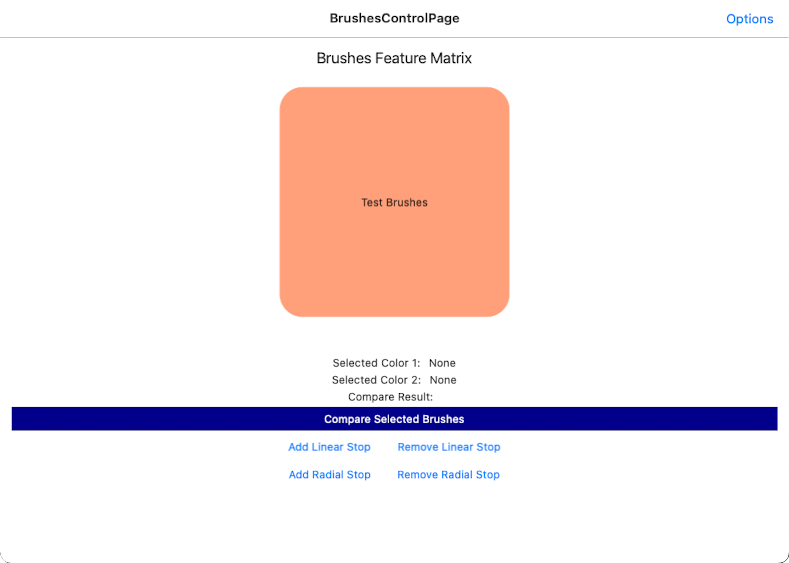 BrushesControlPage
Options
Brushes Feature Matrix
Test Brushes
Selected Color 1: None
Selected Color 2: None
Compare Result:
Compare Selected Brushes
Add Linear Stop Remove Linear Stop
Add Radial Stop Remove Radial Stop